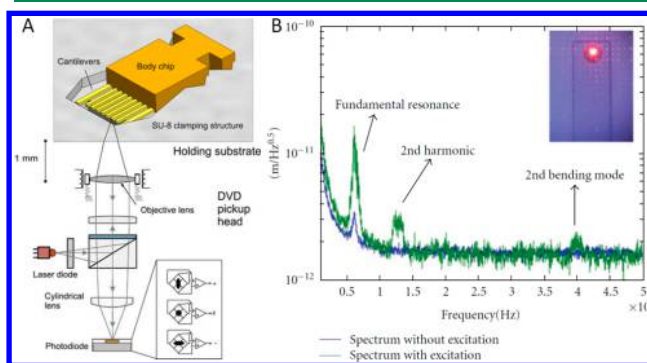 A
Cantilevers
Body chip
SU-8 clamping structure
Holding substrate
1 mm
Objective lens
DVD
pickup
head
Laser diode
Cylindrical
lens
Photodiode
B
10⁻¹⁰
10⁻¹¹
10⁻¹²
(m/Hz^0.5)
Fundamental resonance
2nd harmonic
2nd bending mode
0.5 1 1.5 2 2.5 3 3.5 4 4.5 5
Frequency(Hz)
Spectrum without excitation
Spectrum with excitation